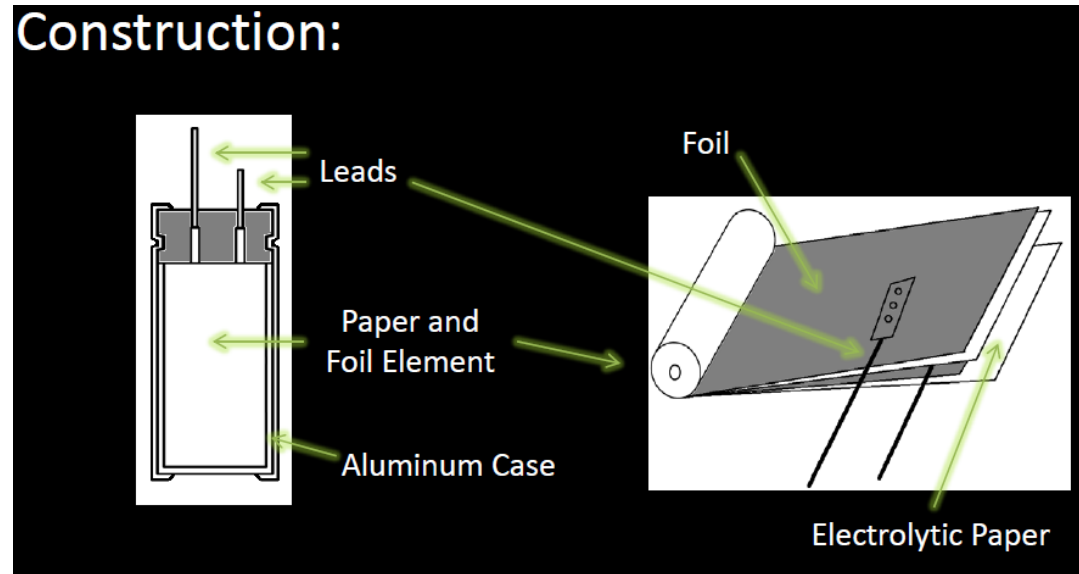 Construction:
Foil
Leads
Paper and
Foil Element
Aluminum Case
Electrolytic Paper